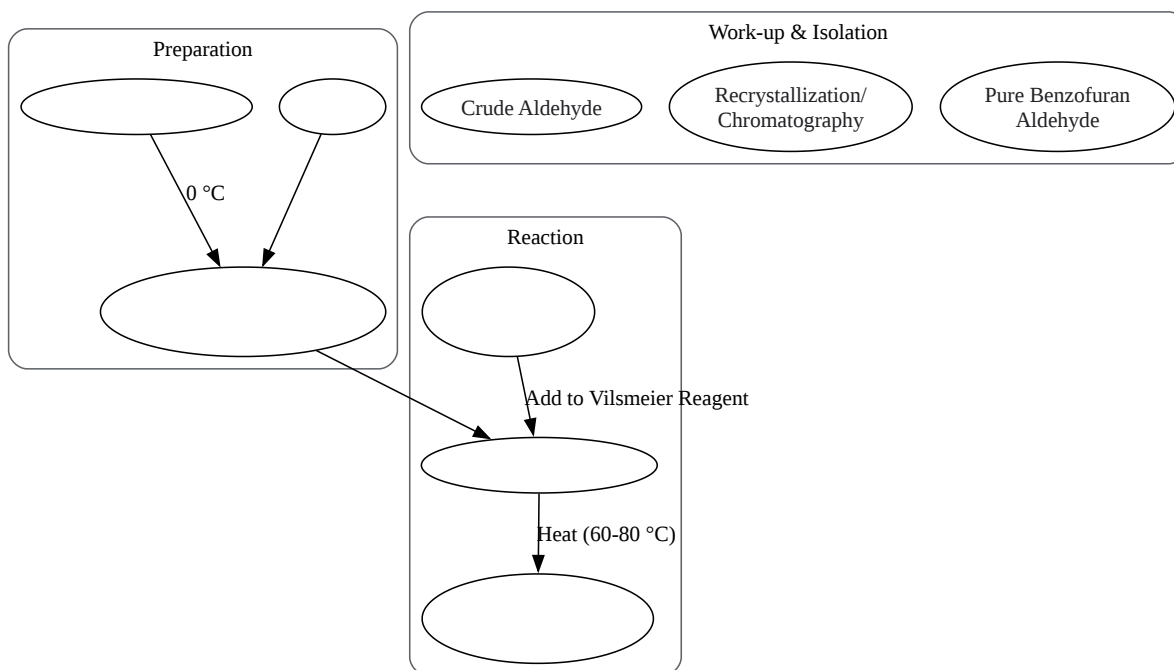 Preparation
0 °C
Work-up & Isolation
Crude Aldehyde
Recrystallization/
Chromatography
Pure Benzofuran
Aldehyde
Reaction
Add to Vilsmeier Reagent
Heat (60-80 °C)